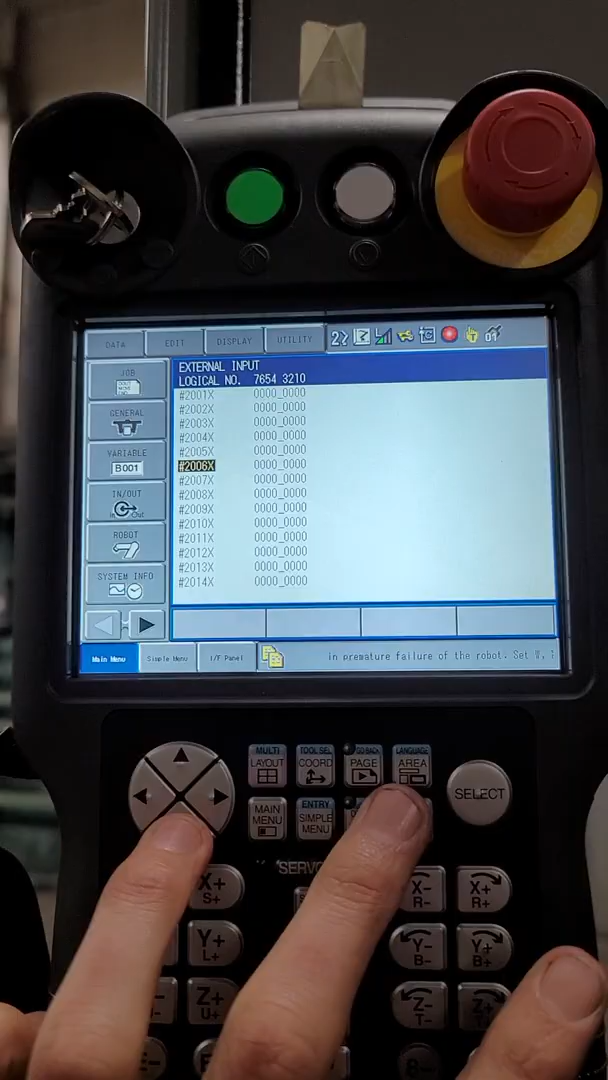 DATA EDIT DISPLAY UTILITY
JOB
GENERAL
VARIABLE
B001
IN/OUT
In Out
ROBOT
SYSTEM INFO
EXTERNAL INPUT
LOGICAL NO. 7654 3210
#2001X 0000_0000
#2002X 0000_0000
#2003X 0000_0000
#2004X 0000_0000
#2005X 0000_0000
#2006X 0000_0000
#2007X 0000_0000
#2008X 0000_0000
#2009X 0000_0000
#2010X 0000_0000
#2011X 0000_0000
#2012X 0000_0000
#2013X 0000_0000
#2014X 0000_0000
Main Menu Simple Menu I/F Panel
in premature failure of the robot. Set W,
MULTI
LAYOUT
TOOL SEL
COORD
GO BACK
PAGE
LANGUAGE
AREA
SELECT
MAIN
MENU
ENTRY
SIMPLE
MENU
SERVO
X+
S+
X-
R-
X+
R+
Y+
L+
Y-
B-
Y+
B+
Z+
U+
Z-
T-